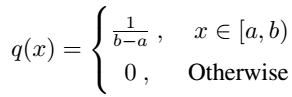 q(x) = { 1/(b−a) , x ∈ [a, b)
0 , Otherwise